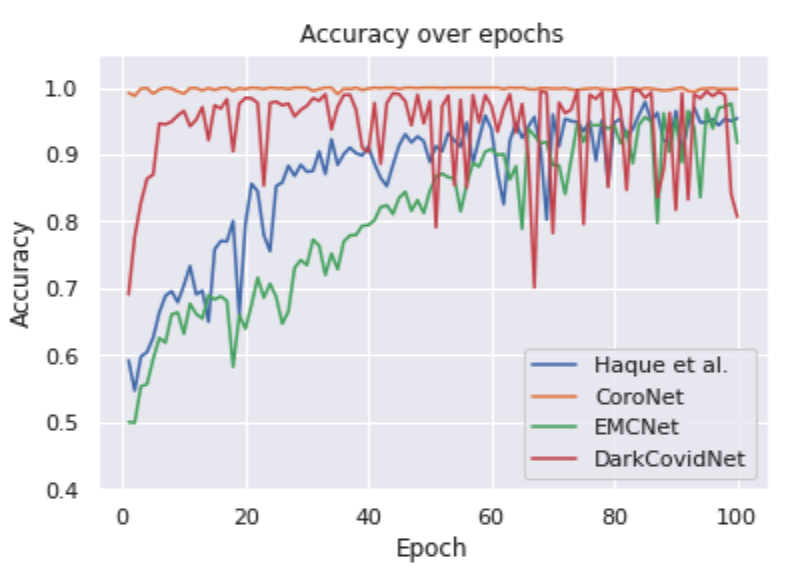 Accuracy over epochs
1.0
0.9
0.8
0.7
0.6
0.5
0.4
Accuracy
0
20
40
60
80
100
Epoch
Haque et al.
CoroNet
EMCNet
DarkCovidNet